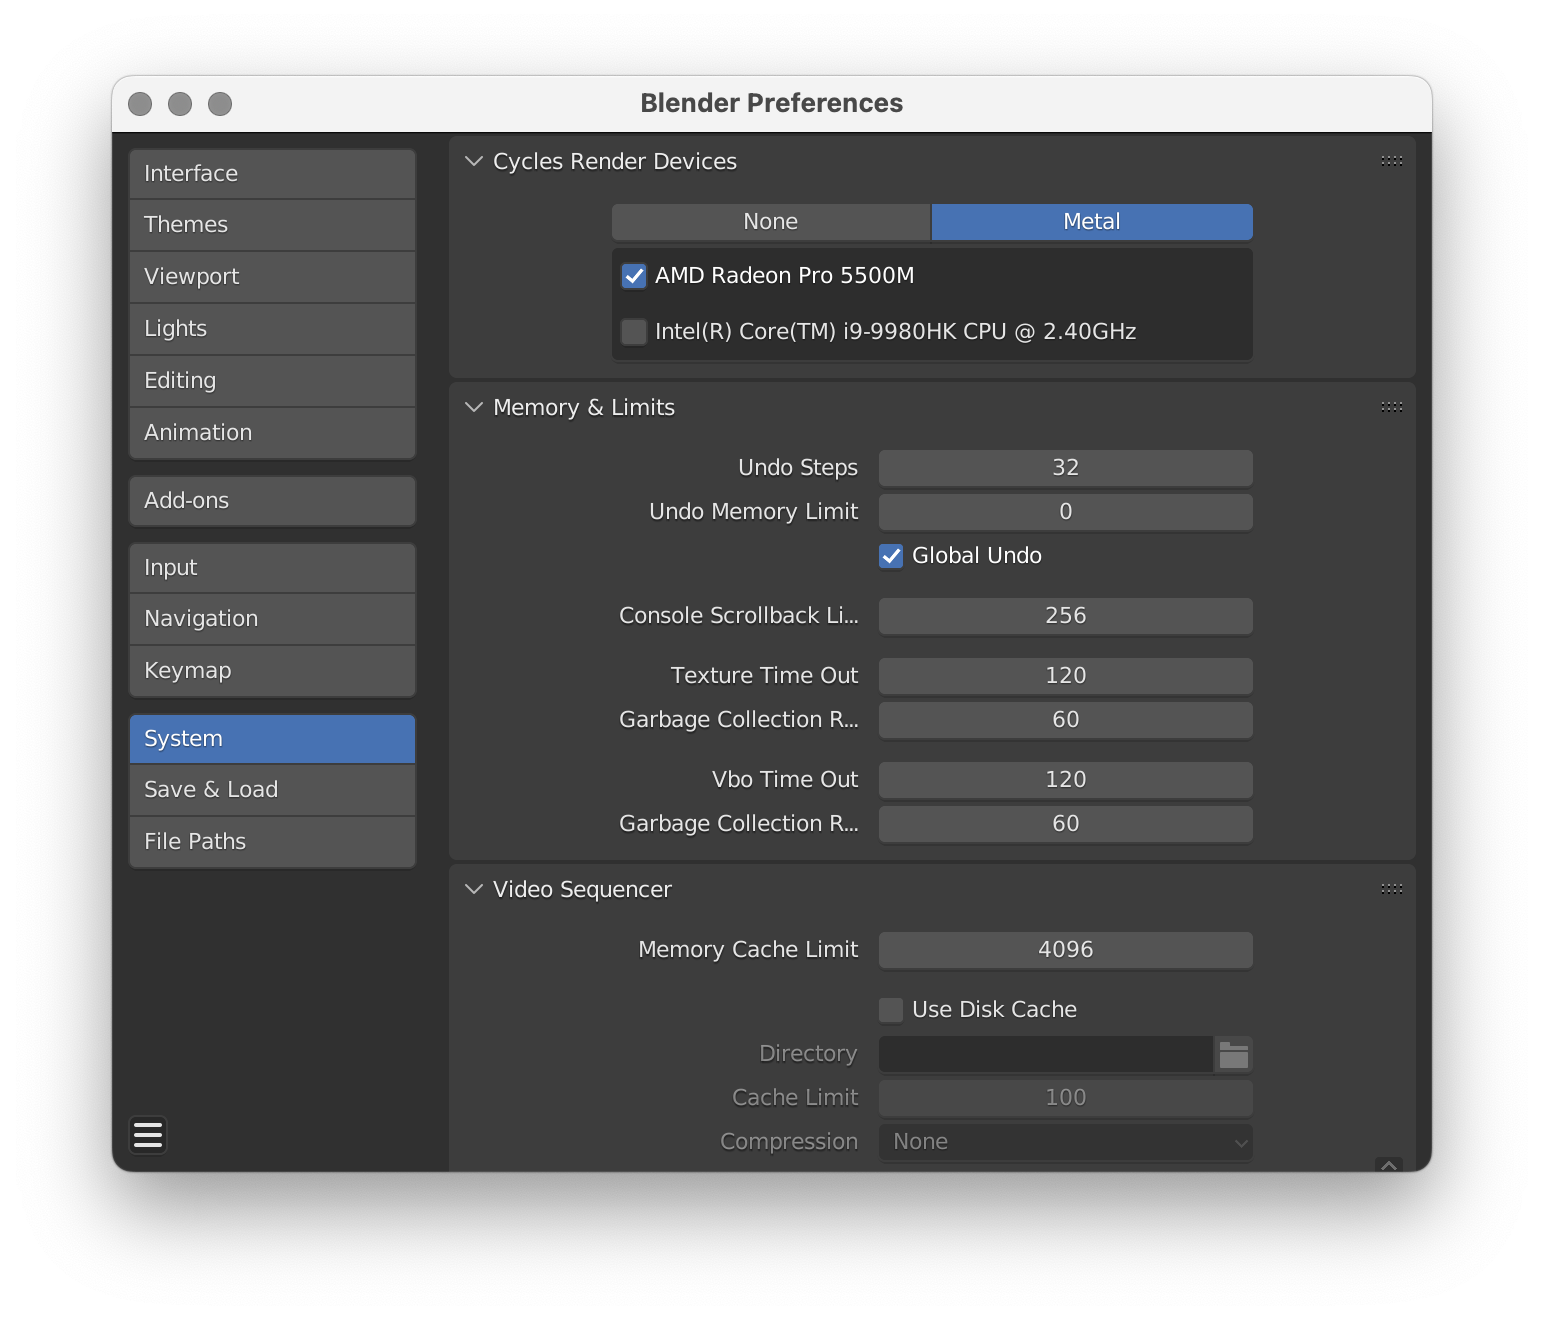 Blender Preferences
Interface
Themes
Viewport
Lights
Editing
Animation
Add-ons
Input
Navigation
Keymap
System
Save & Load
File Paths
Cycles Render Devices
None
Metal
AMD Radeon Pro 5500M
Intel(R) Core(TM) i9-9980HK CPU @ 2.40GHz
Memory & Limits
Undo Steps 32
Undo Memory Limit 0
Global Undo
Console Scrollback Li... 256
Texture Time Out 120
Garbage Collection R... 60
Vbo Time Out 120
Garbage Collection R... 60
Video Sequencer
Memory Cache Limit 4096
Use Disk Cache
Directory
Cache Limit 100
Compression None